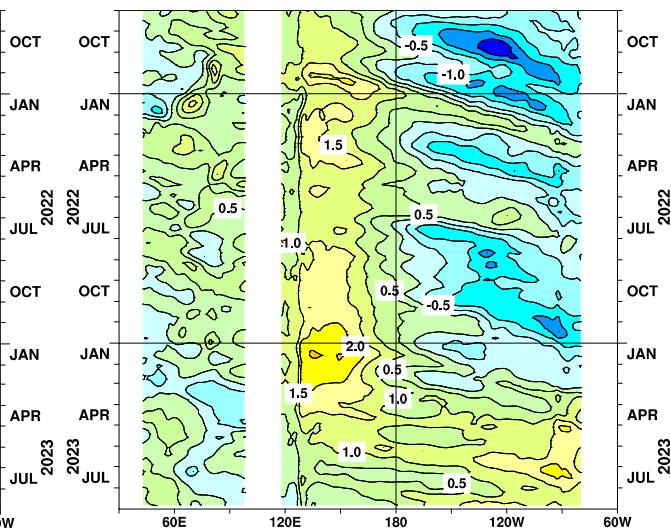 OCT OCT -0.5 OCT
-1.0
JAN JAN JAN
1.5
APR APR APR
2022 2022 0.5 0.5 2022
JUL JUL 1.0 JUL
OCT OCT 0.5 -0.5 OCT
JAN JAN 2.0 JAN
0.5
1.5 1.0
APR APR APR
2023 2023 1.0 2023
JUL JUL 0.5 JUL
0W 60E 120E 180 120W 60W